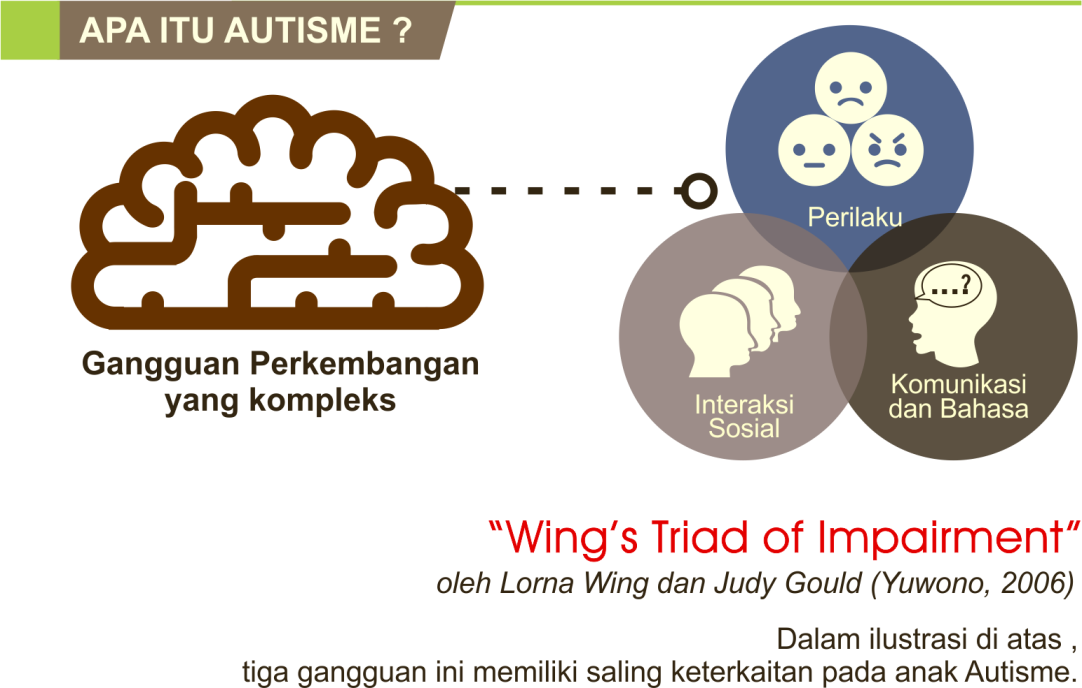 APA ITU AUTISME ?
Gangguan Perkembangan
yang kompleks
Perilaku
...?
Interaksi
Sosial
Komunikasi
dan Bahasa
“Wing’s Triad of Impairment”
oleh Lorna Wing dan Judy Gould (Yuwono, 2006)
Dalam ilustrasi di atas ,
tiga gangguan ini memiliki saling keterkaitan pada anak Autisme.